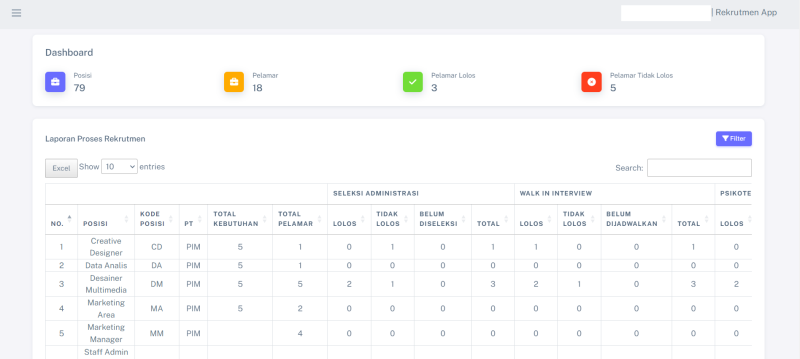 | Rekrutmen App
Dashboard
Posisi
79
Pelamar
18
Pelamar Lolos
3
Pelamar Tidak Lolos
5
Laporan Proses Rekrutmen
Filter
Excel Show 10 entries
Search:
SELEKSI ADMINISTRASI WALK IN INTERVIEW PSIKOTE
NO. POSISI KODE POSISI PT TOTAL KEBUTUHAN TOTAL PELAMAR LOLOS TIDAK LOLOS BELUM DISELEKSI TOTAL LOLOS TIDAK LOLOS BELUM DIJADWALKAN TOTAL LOLOS
1 Creative Designer CD PIM 5 1 0 1 0 1 1 0 0 1 0
2 Data Analis DA PIM 5 1 0 0 0 0 0 0 0 0 0
3 Desainer Multimedia DM PIM 5 5 2 1 0 3 2 1 0 3 2
4 Marketing Area MA PIM 5 2 0 0 0 0 0 0 0 0 0
5 Marketing Manager MM PIM 4 0 0 0 0 0 0 0 0 0
Staff Admin